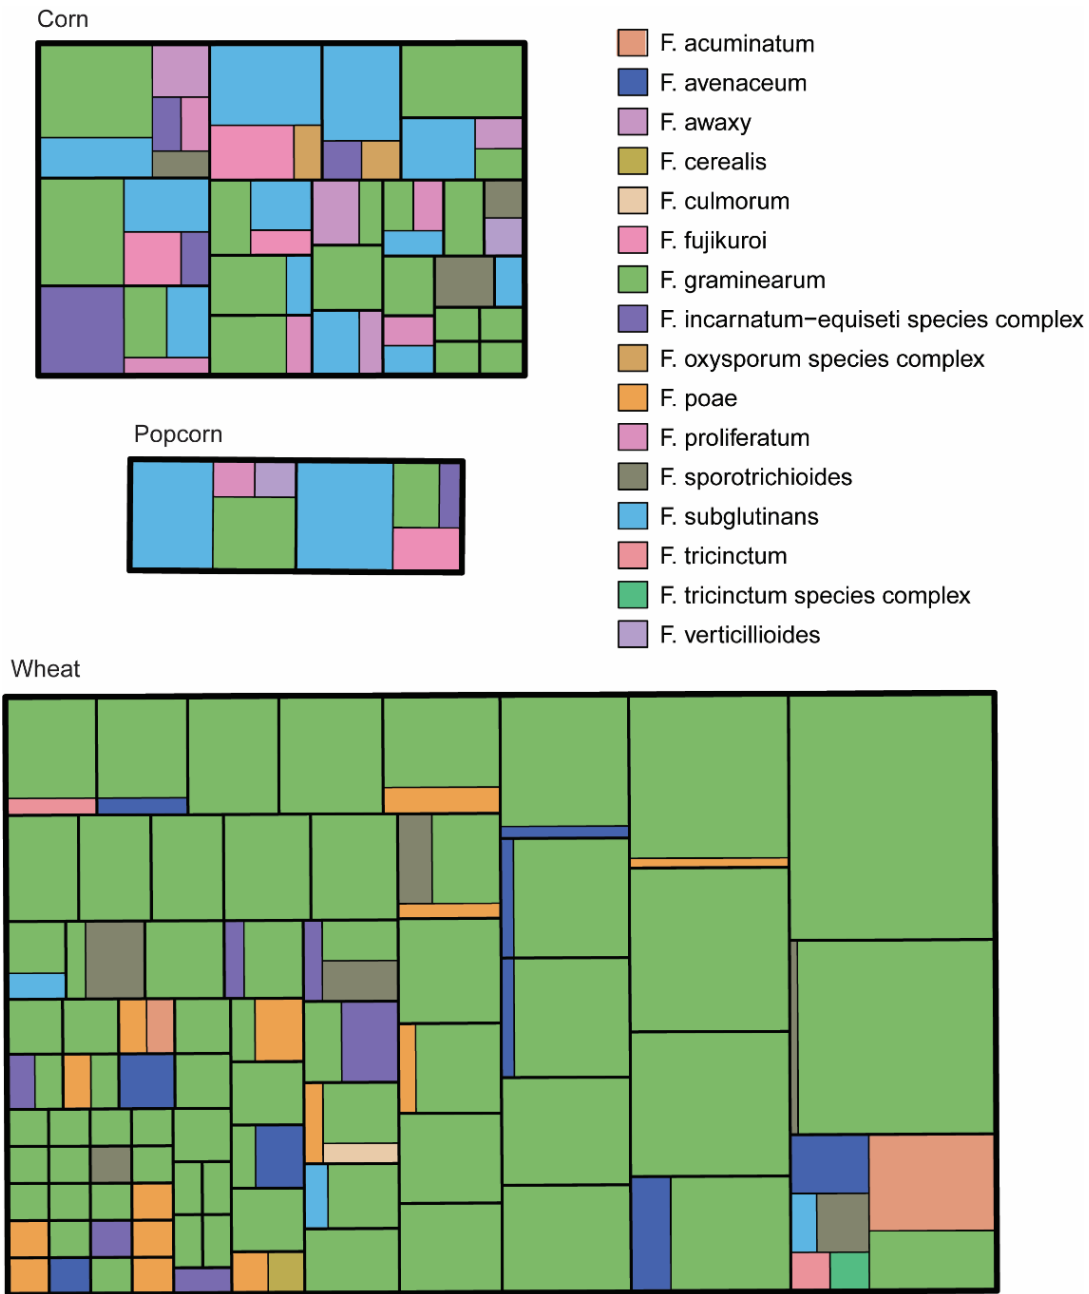 Corn
F. acuminatum
F. avenaceum
F. awaxy
F. cerealis
F. culmorum
F. fujikuroi
F. graminearum
F. incarnatum−equiseti species complex
F. oxysporum species complex
F. poae
F. proliferatum
F. sporotrichioides
F. subglutinans
F. tricinctum
F. tricinctum species complex
F. verticillioides
Popcorn
Wheat